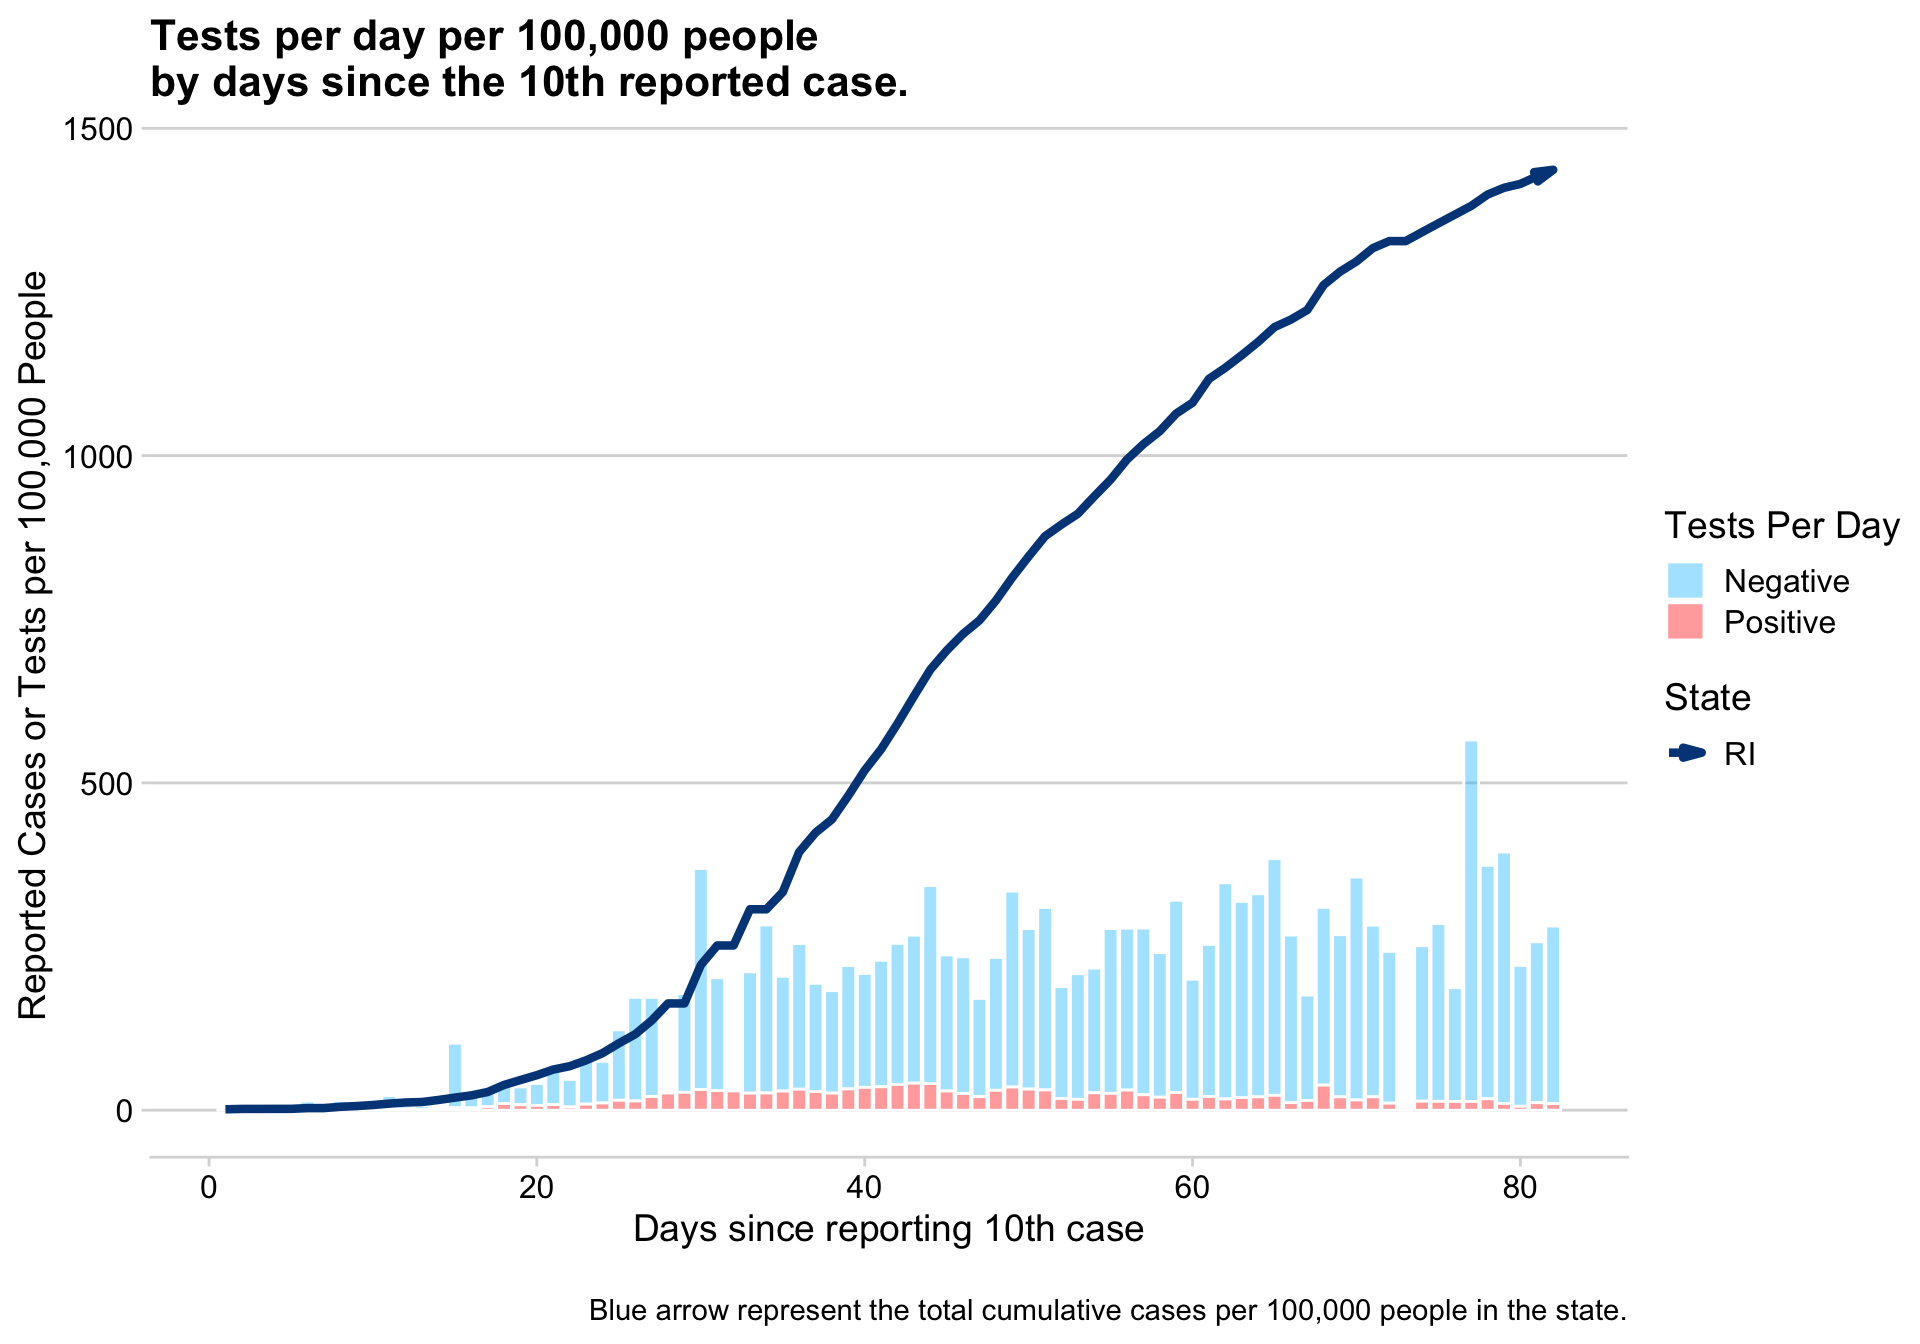 Tests per day per 100,000 people
by days since the 10th reported case.
Reported Cases or Tests per 100,000 People
1500
1000
500
0
0 20 40 60 80
Days since reporting 10th case
Tests Per Day
Negative
Positive
State
RI
Blue arrow represent the total cumulative cases per 100,000 people in the state.